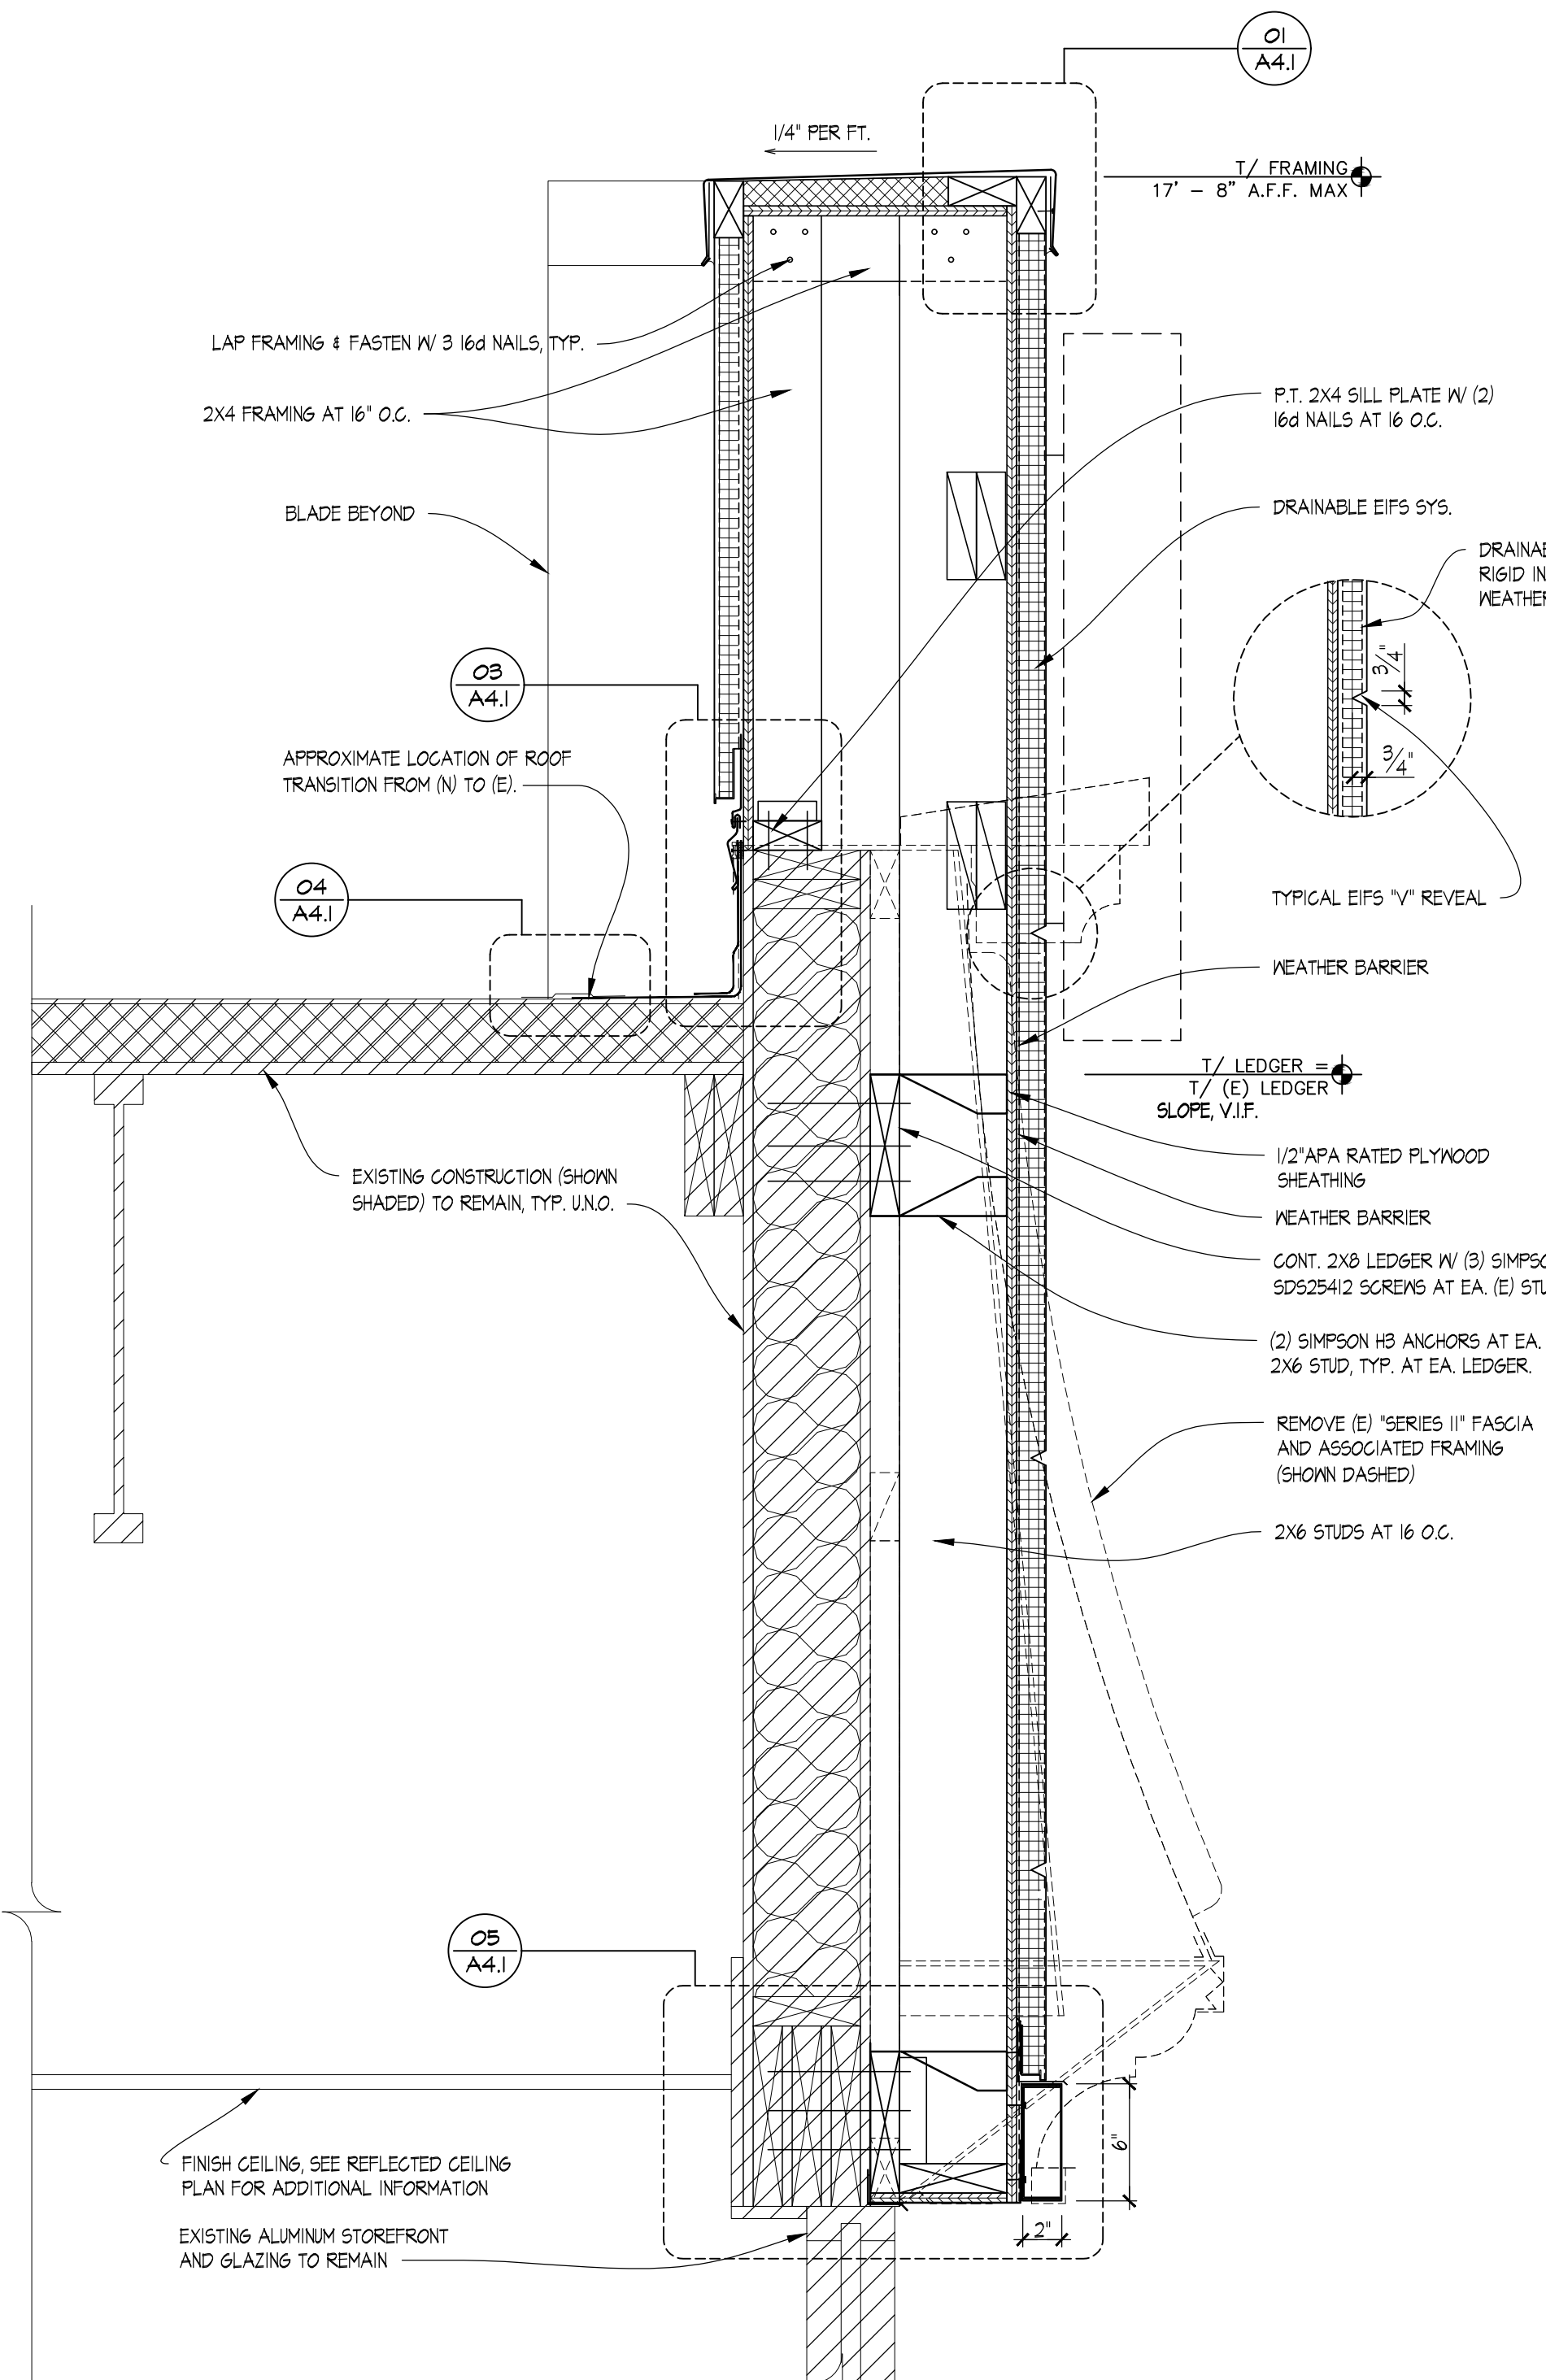 01
A4.1
1/4" PER FT.
T/ FRAMING
17' - 8" A.F.F. MAX
LAP FRAMING & FASTEN W/ 3 16d NAILS, TYP.
2X4 FRAMING AT 16" O.C.
P.T. 2X4 SILL PLATE W/ (2)
16d NAILS AT 16 O.C.
BLADE BEYOND
DRAINABLE EIFS SYS.
RIGID
3/4"
3/4"
03
A4.1
APPROXIMATE LOCATION OF ROOF
TRANSITION FROM (N) TO (E).
04
A4.1
TYPICAL EIFS "V" REVEAL
WEATHER BARRIER
T/ LEDGER =
T/ (E) LEDGER
SLOPE, V.I.F.
EXISTING CONSTRUCTION (SHOWN
SHADED) TO REMAIN, TYP. U.N.O.
1/2"APA RATED PLYWOOD
SHEATHING
WEATHER BARRIER
CONT. 2X8 LEDGER W/ (3)
SDS25412 SCREWS AT EA. (E)
(2) SIMPSON H3 ANCHORS AT EA.
2X6 STUD, TYP. AT EA. LEDGER.
REMOVE (E) "SERIES II" FASCIA
AND ASSOCIATED FRAMING
(SHOWN DASHED)
2X6 STUDS AT 16 O.C.
05
A4.1
6"
2"
FINISH CEILING, SEE REFLECTED CEILING
PLAN FOR ADDITIONAL INFORMATION
EXISTING ALUMINUM STOREFRONT
AND GLAZING TO REMAIN